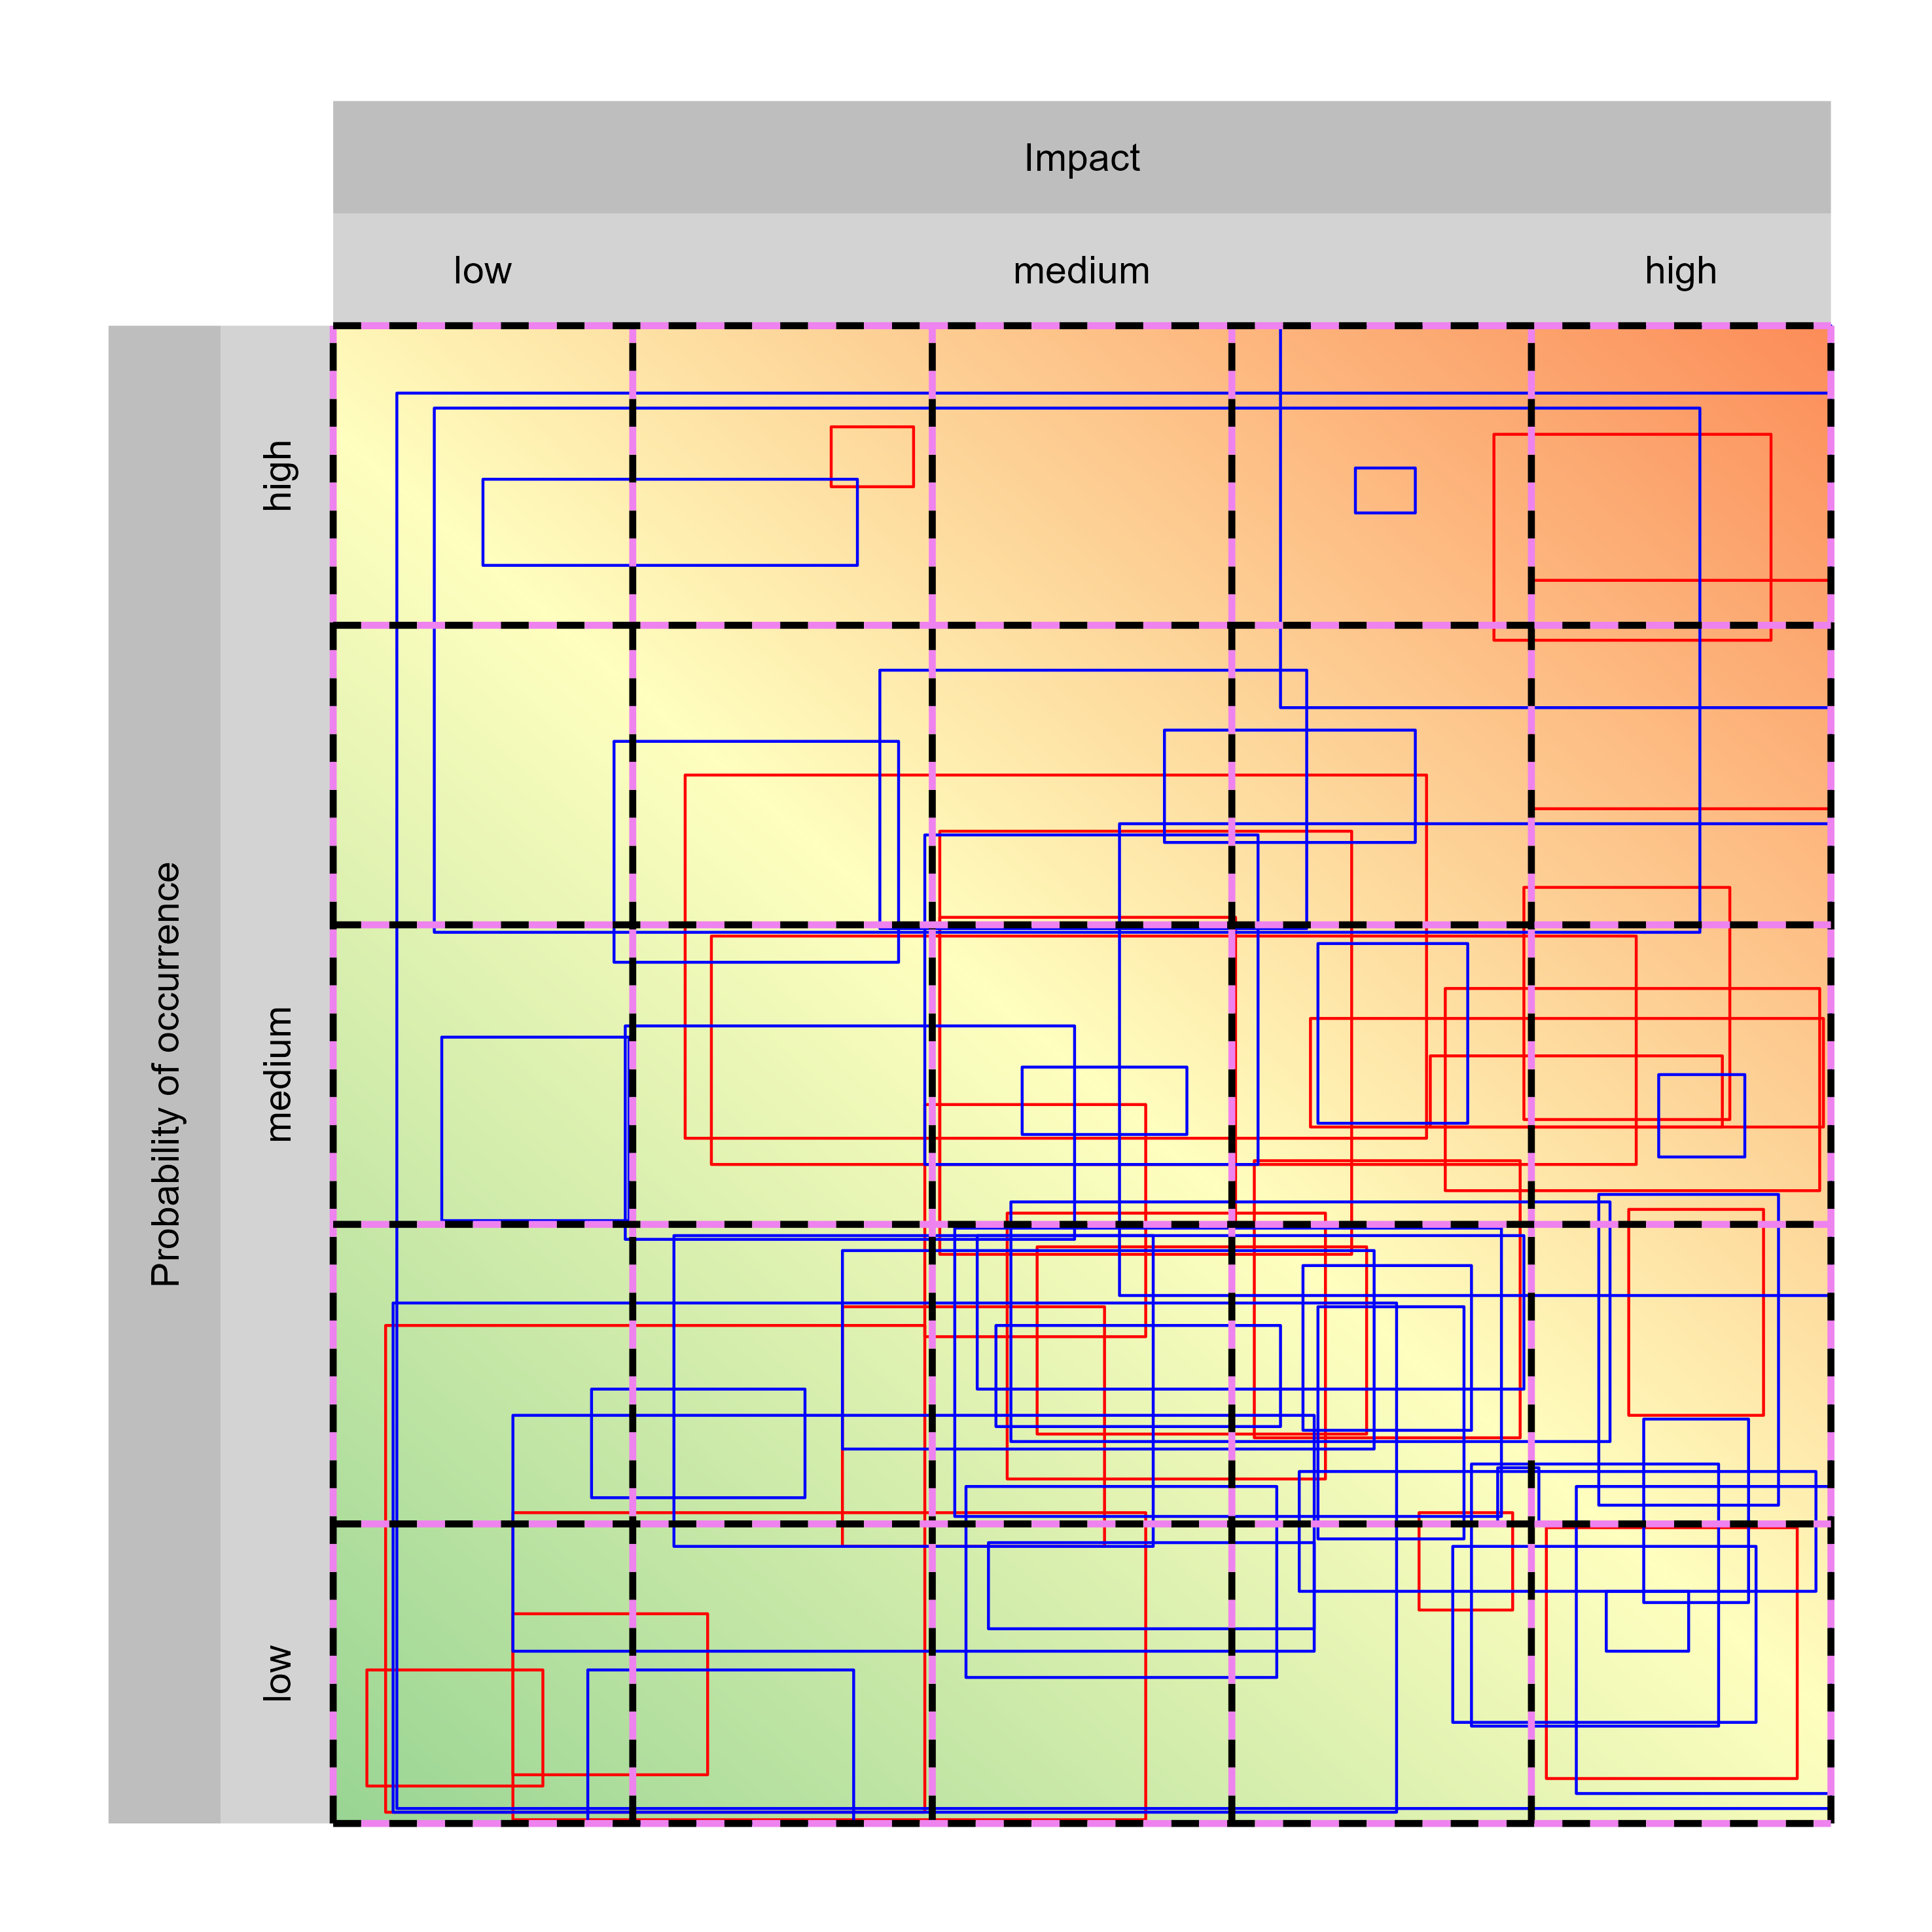 Impact
low
medium
high
Probability of occurrence
high
medium
low